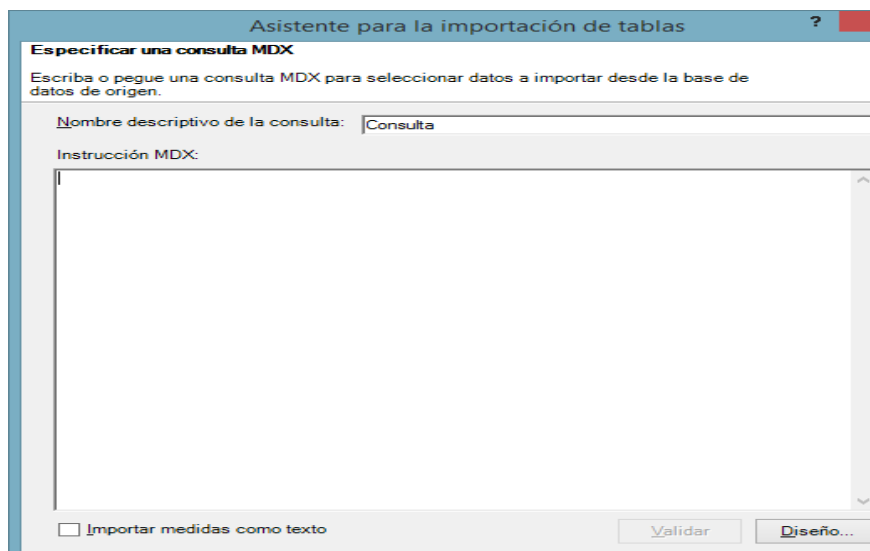 Asistente para la importación de tablas ?
Especificar una consulta MDX
Escriba o pegue una consulta MDX para seleccionar datos a importar desde la base de
datos de origen.
Nombre descriptivo de la consulta: Consulta
Instrucción MDX:
Importar medidas como texto Validar Diseño...